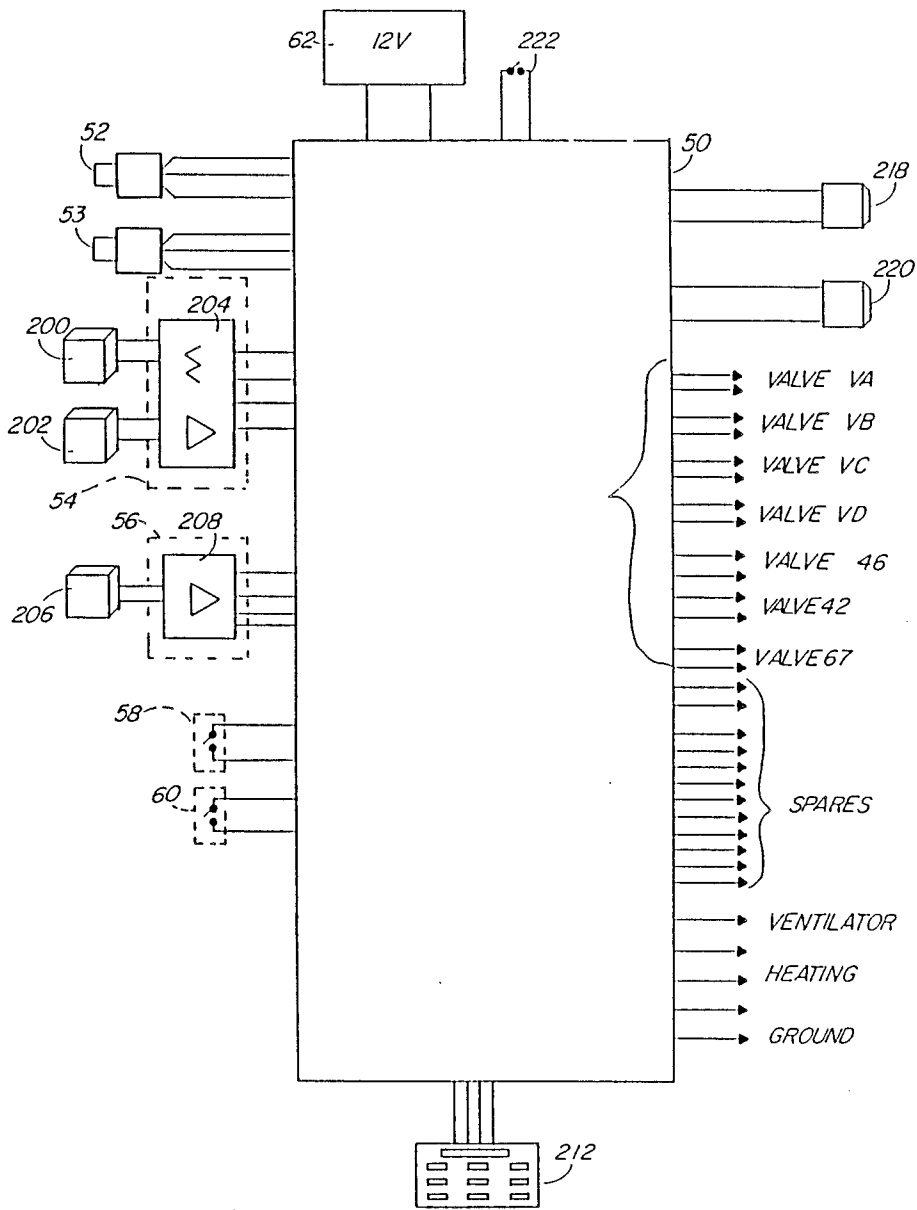 62
12V
222
52
50
218
53
204
220
200
VALVE VA
202
VALVE VB
VALVE VC
54
VALVE VD
56
208
VALVE 46
206
VALVE 42
VALVE 67
58
60
SPARES
VENTILATOR
HEATING
GROUND
212